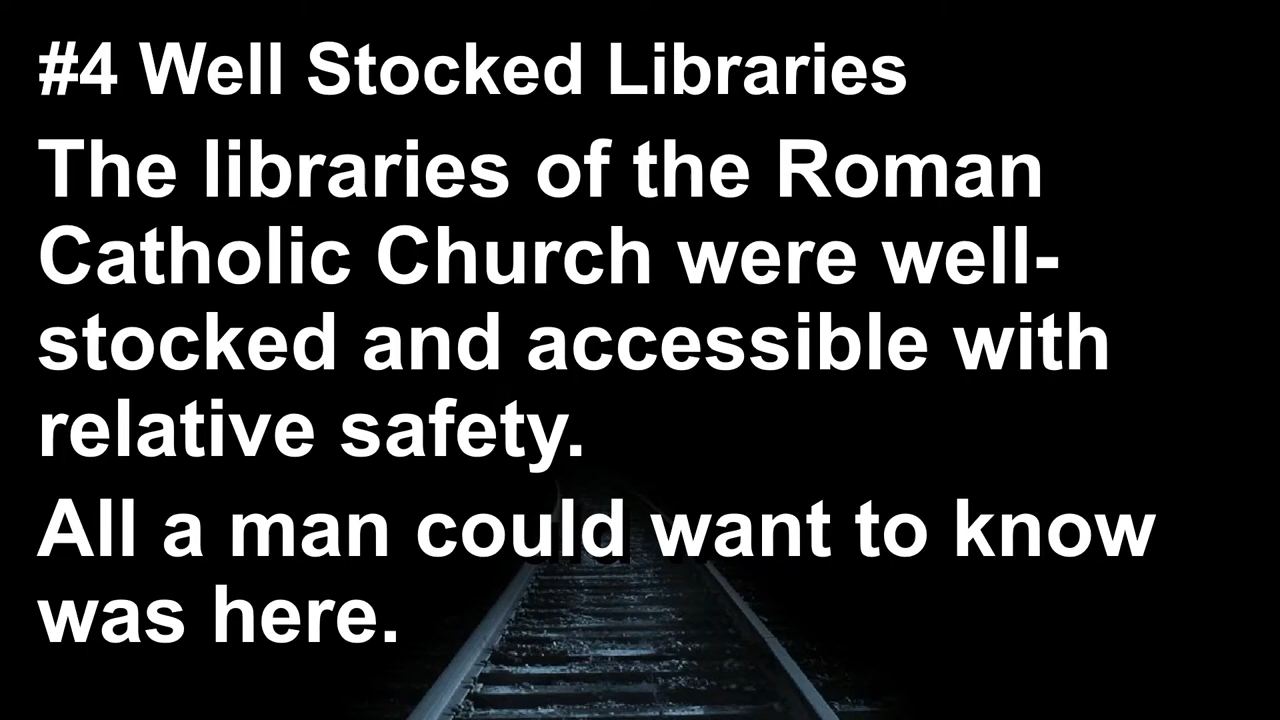 #4 Well Stocked Libraries
The libraries of the Roman
Catholic Church were well-
stocked and accessible with
relative safety.
All a man could want to know
was here.